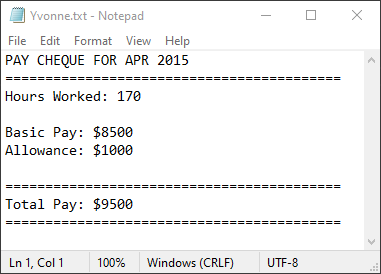 Yvonne.txt - Notepad
File Edit Format View Help
PAY CHEQUE FOR APR 2015
========================================
Hours Worked: 170
Basic Pay: $8500
Allowance: $1000
========================================
Total Pay: $9500
========================================
Ln 1, Col 1 100% Windows (CRLF) UTF-8